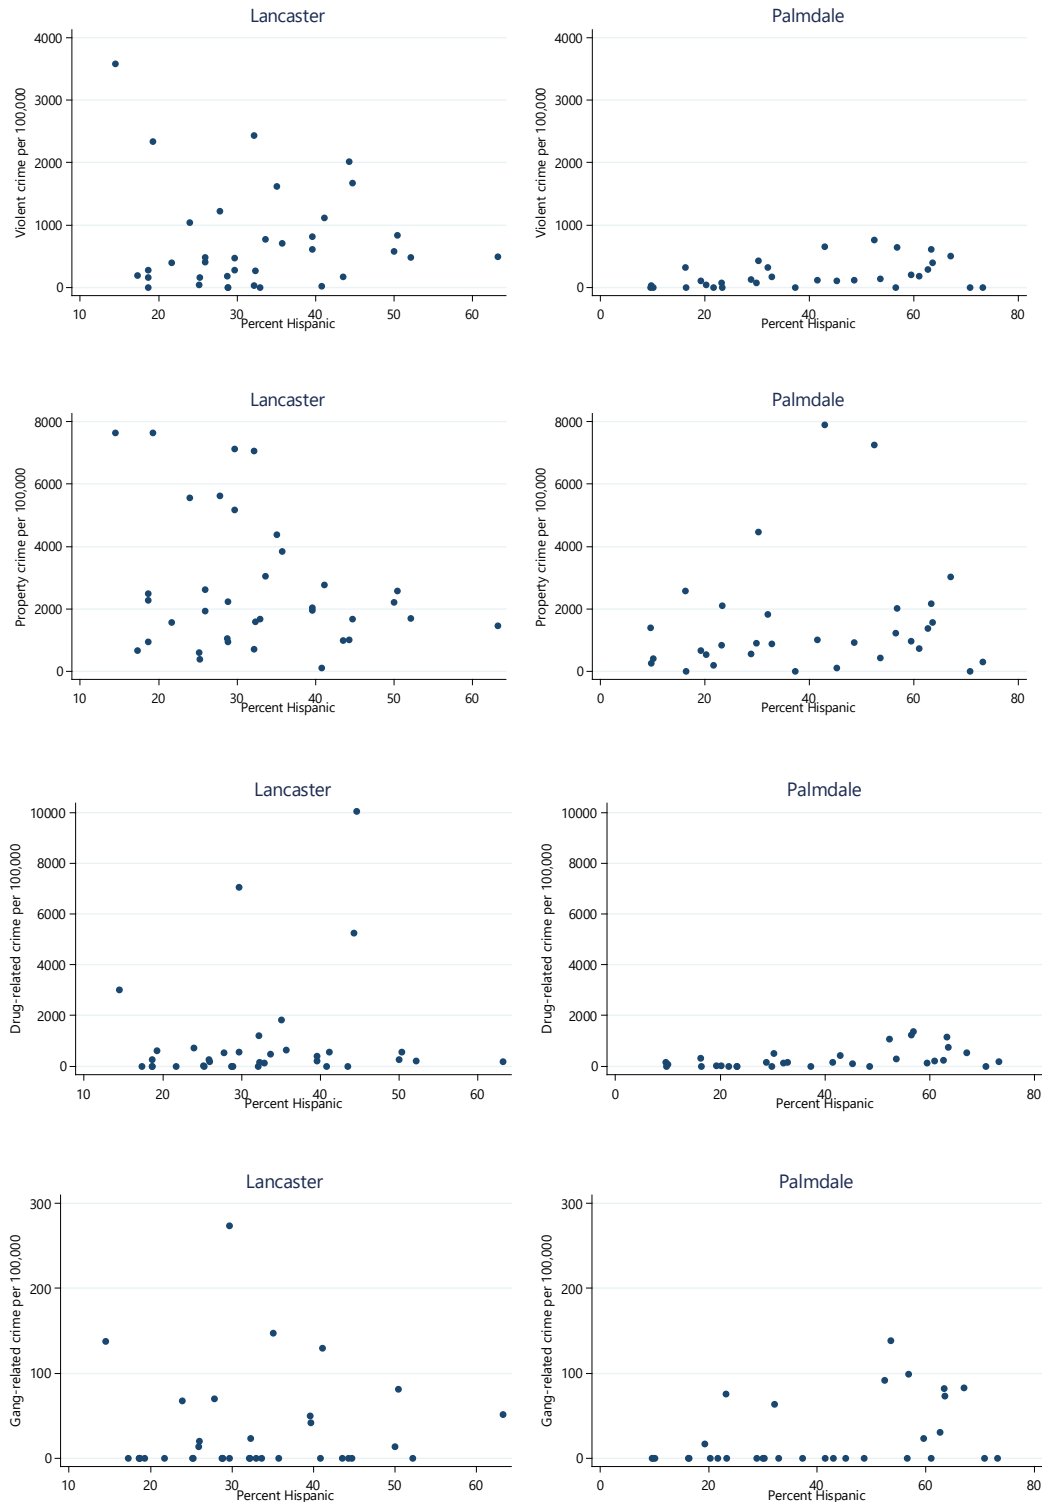 Lancaster
Palmdale
Violent crime per 100,000
4000
3000
2000
1000
0
10 20 30 40 50 60
Percent Hispanic
Violent crime per 100,000
4000
3000
2000
1000
0
0 20 40 60 80
Percent Hispanic
Lancaster
Palmdale
Property crime per 100,000
8000
6000
4000
2000
0
10 20 30 40 50 60
Percent Hispanic
Property crime per 100,000
8000
6000
4000
2000
0
0 20 40 60 80
Percent Hispanic
Lancaster
Palmdale
Drug-related crime per 100,000
10000
8000
6000
4000
2000
0
10 20 30 40 50 60
Percent Hispanic
Drug-related crime per 100,000
10000
8000
6000
4000
2000
0
0 20 40 60 80
Percent Hispanic
Lancaster
Palmdale
Gang-related crime per 100,000
300
200
100
0
10 20 30 40 50 60
Percent Hispanic
Gang-related crime per 100,000
300
200
100
0
0 20 40 60 80
Percent Hispanic